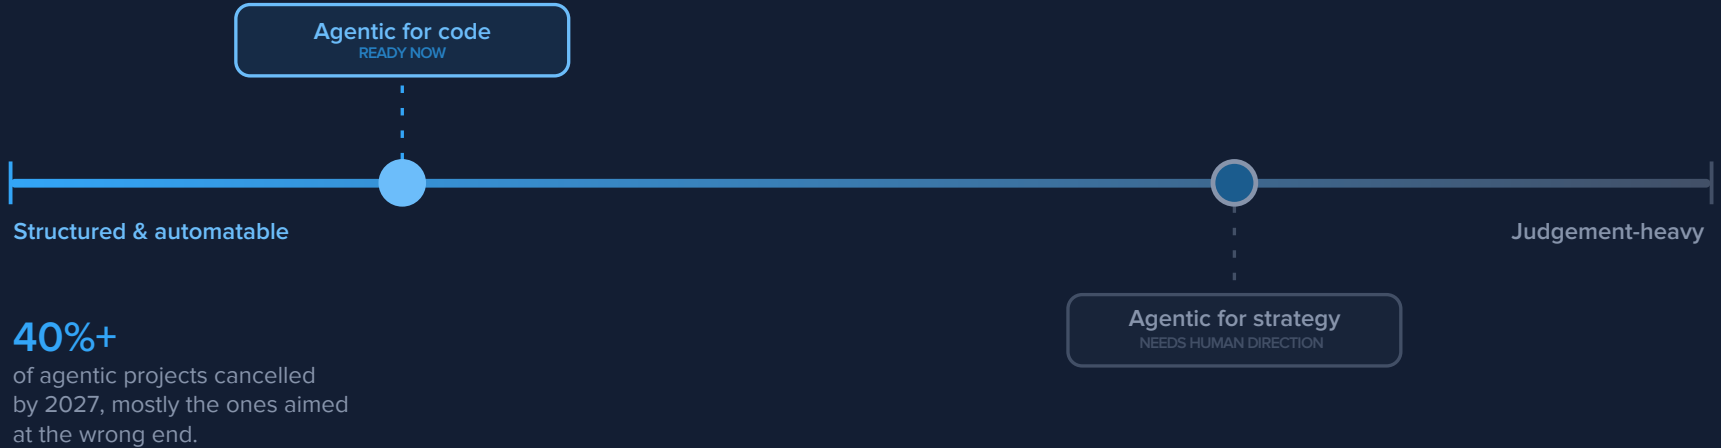 Agentic for code
READY NOW
Structured & automatable
Judgement-heavy
Agentic for strategy
NEEDS HUMAN DIRECTION
40%+
of agentic projects cancelled
by 2027, mostly the ones aimed
at the wrong end.